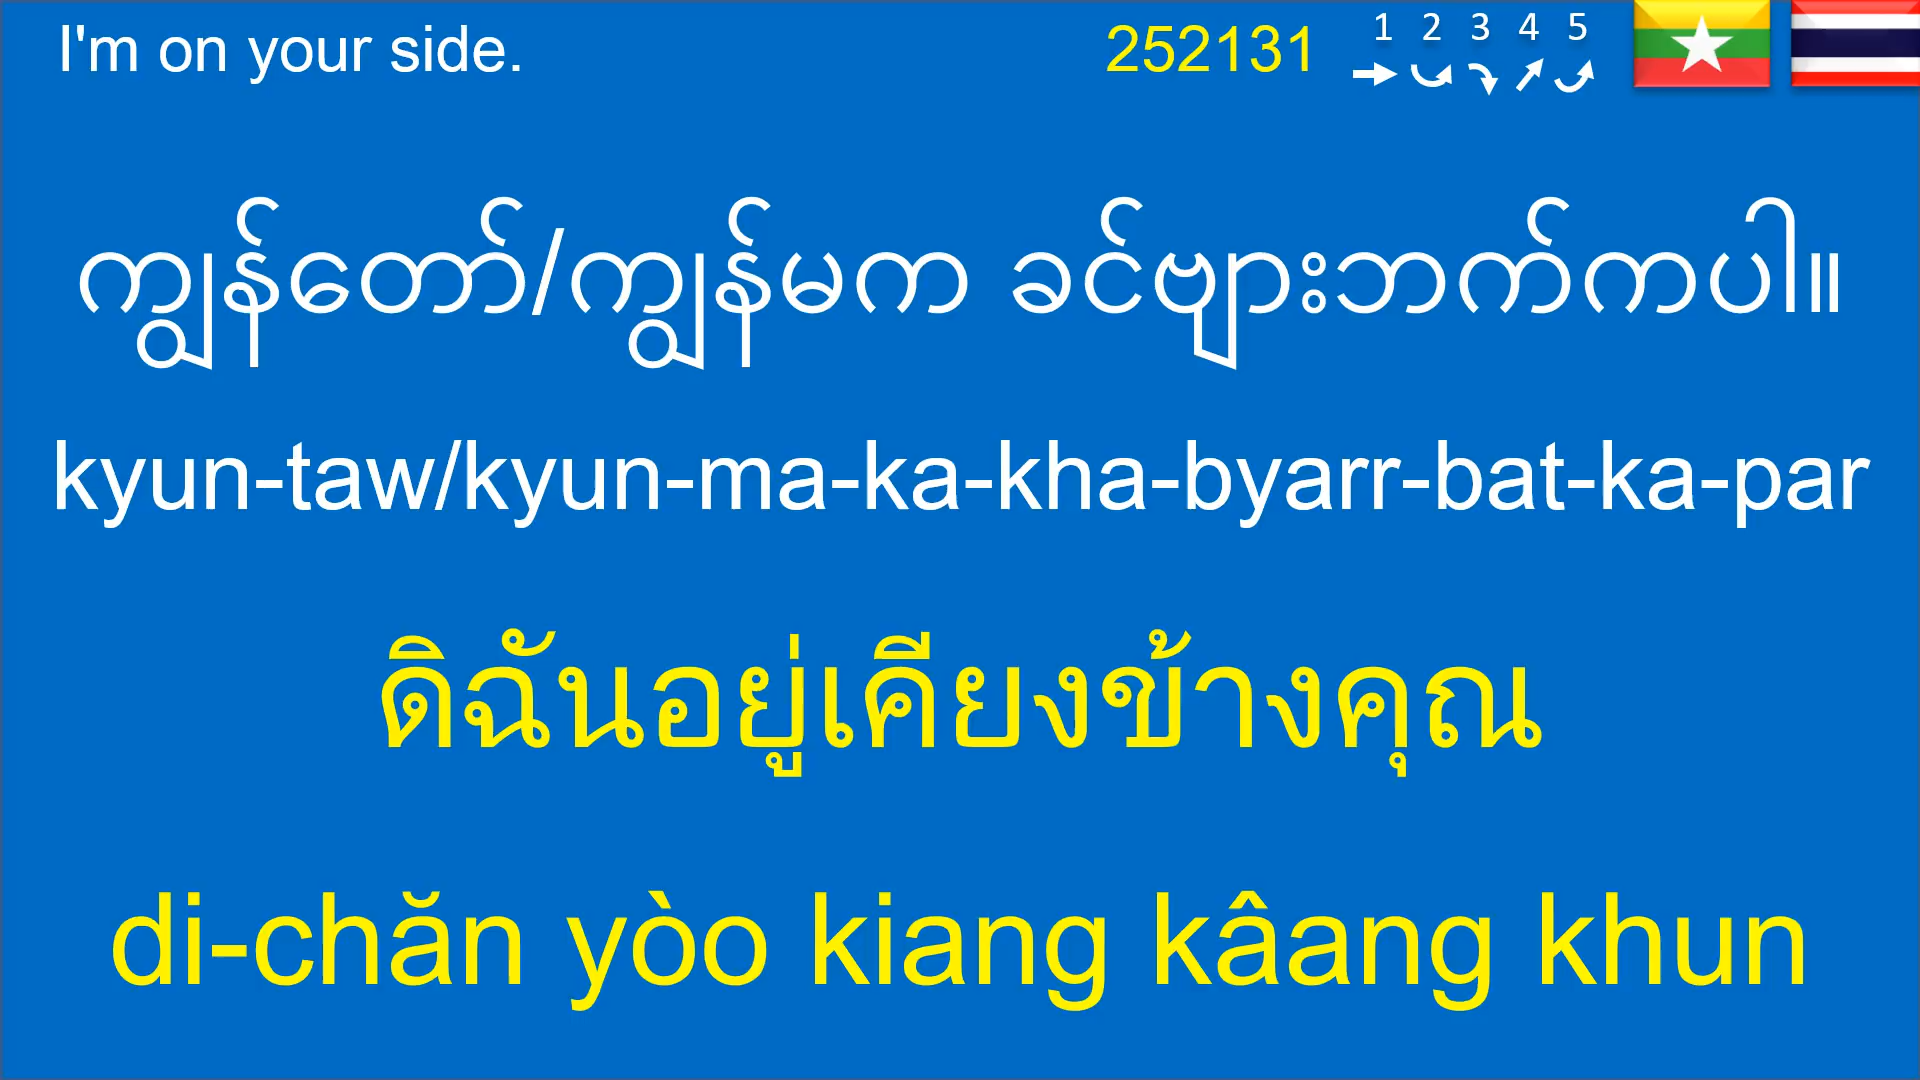 I'm on your side.
252131
1 2 3 4 5
ကျွန်တော်/ကျွန်မက ခင်ဗျားဘက်ကပါ။
kyun-taw/kyun-ma-ka-kha-byarr-bat-ka-par
ดิฉันอยู่เคียงข้างคุณ
di-chăn yòo kiang kâang khun